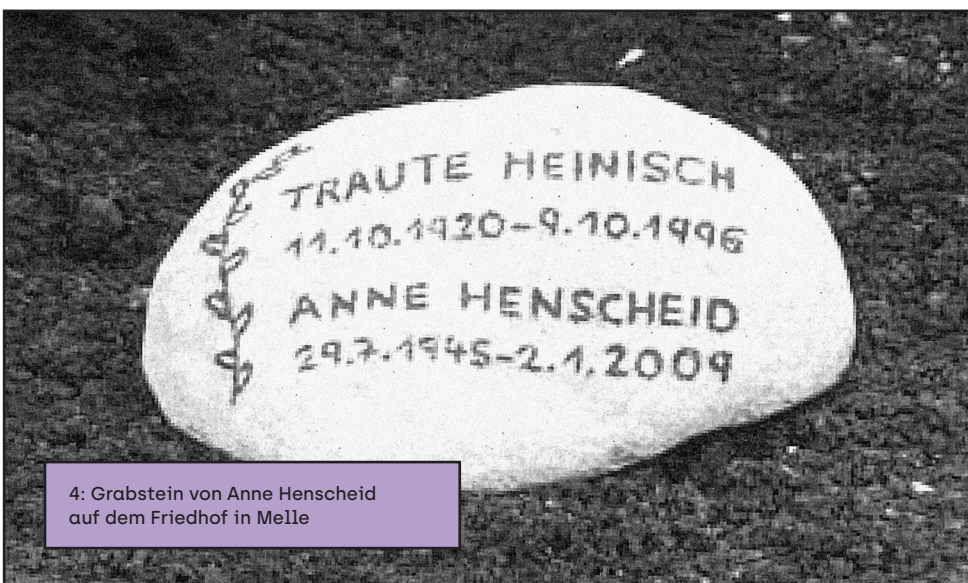 TRAUTE HEINISCH
11.10.1920–9.10.1996
ANNE HENSCHEID
29.7.1945–2.1.2009
4: Grabstein von Anne Henscheid
auf dem Friedhof in Melle